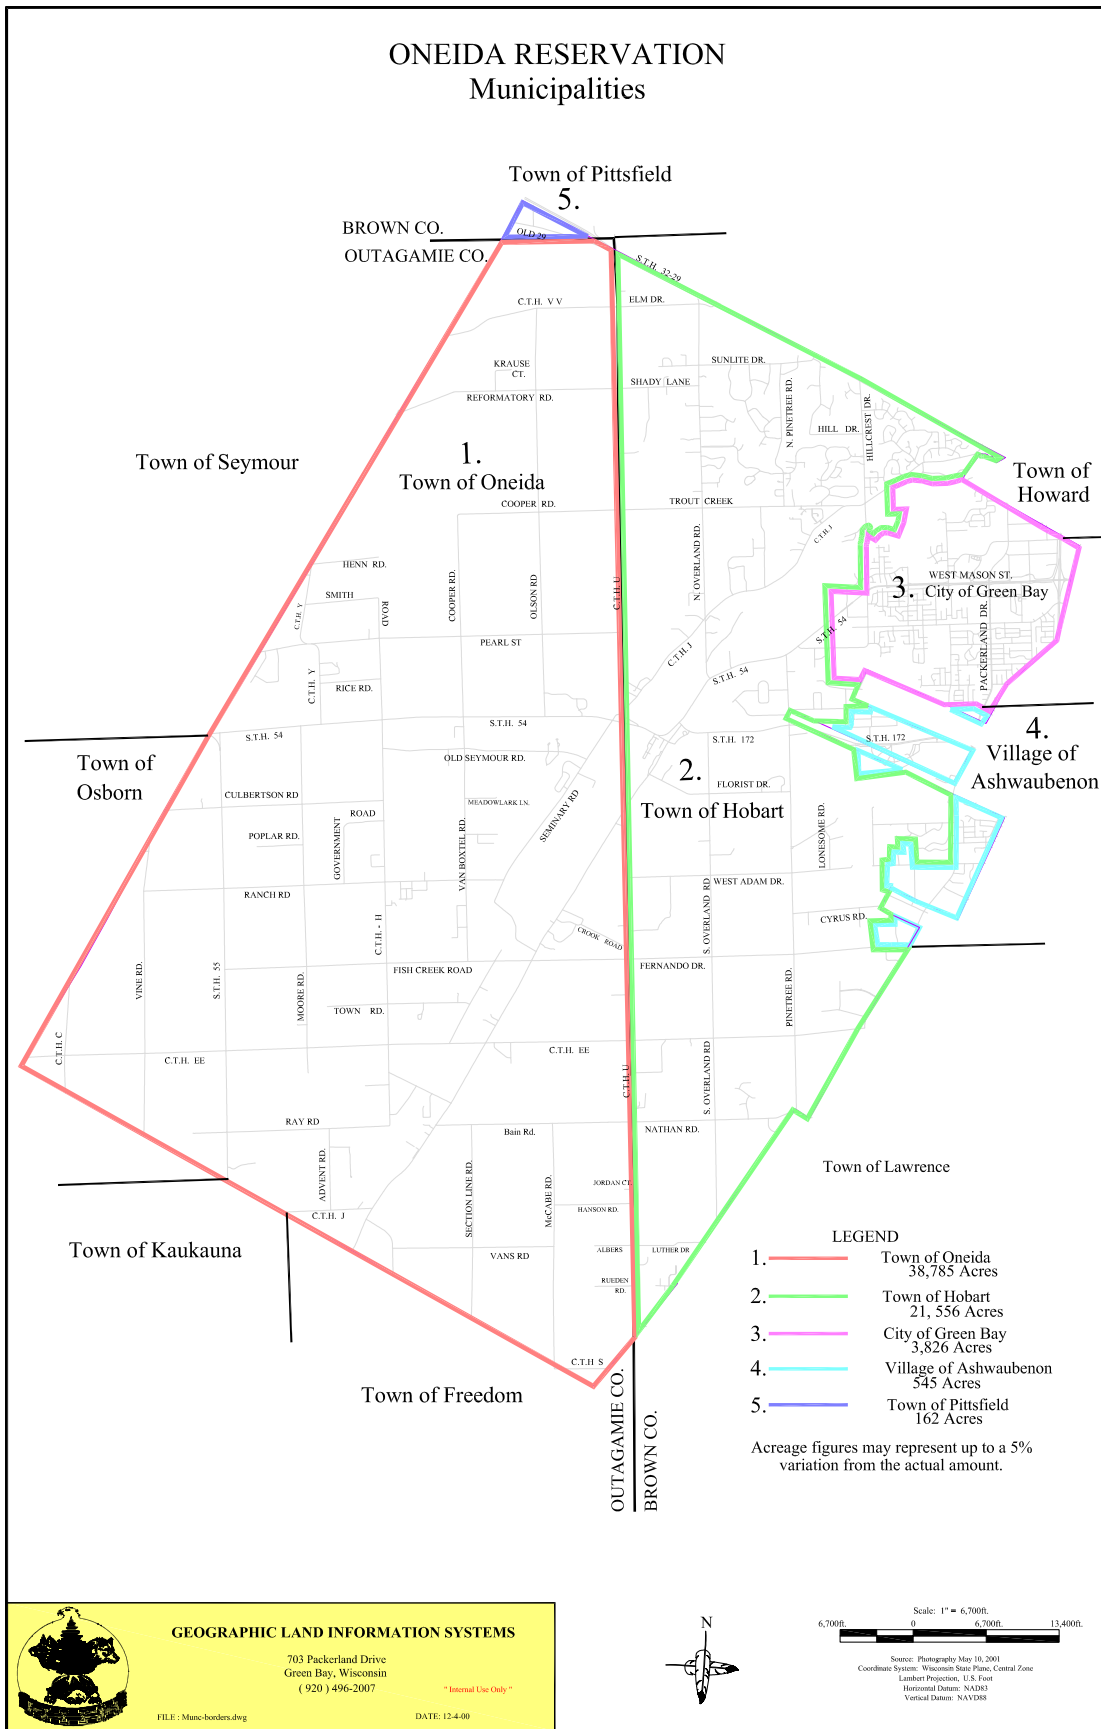 ONEIDA RESERVATION
Municipalities
Town of Pittsfield
5.
BROWN CO.
OLD 29
OUTAGAMIE CO.
S.T.H. 32-29
C.T.H. V V
ELM DR.
KRAUSE
CT.
SUNLITE DR.
SHADY LANE
REFORMATORY RD.
N. PINETREE RD.
HILL DR.
HILLCREST DR.
1.
Town of Seymour
Town of Oneida
Town of
Howard
COOPER RD.
TROUT CREEK
C.T.H. J
N. OVERLAND RD.
HENN RD.
SMITH
ROAD
C.T.H. Y
COOPER RD.
OLSON RD
C.T.H. U
WEST MASON ST.
3.
City of Green Bay
PACKERLAND DR.
S.T.H. 54
PEARL ST
C.T.H. J
C.T.H. Y
RICE RD.
S.T.H. 54
S.T.H. 54
S.T.H. 54
S.T.H. 172
S.T.H. 172
4.
Village of
Ashwaubenon
Town of
Osborn
OLD SEYMOUR RD.
2.
FLORIST DR.
CULBERTSON RD
MEADOWLARK LN.
SEMINARY RD
Town of Hobart
ROAD
GOVERNMENT
POPLAR RD.
VAN BOXTEL RD.
LONESOME RD.
RANCH RD
WEST ADAM DR.
C.T.H. - H
S. OVERLAND RD
CYRUS RD.
CROOK ROAD
VINE RD.
S.T.H. 55
MOORE RD.
FISH CREEK ROAD
FERNANDO DR.
PINETREE RD.
TOWN RD.
C.T.H. C
C.T.H. EE
C.T.H. EE
C.T.H. U
S. OVERLAND RD
RAY RD
Bain Rd.
NATHAN RD.
ADVENT RD.
SECTION LINE RD.
McCABE RD.
JORDAN CT.
Town of Lawrence
HANSON RD.
C.T.H. J
Town of Kaukauna
VANS RD
ALBERS
LUTHER DR
RUEDEN
RD.
C.T.H S
Town of Freedom
OUTAGAMIE CO.
BROWN CO.
LEGEND
1. Town of Oneida
38,785 Acres
2. Town of Hobart
21, 556 Acres
3. City of Green Bay
3,826 Acres
4. Village of Ashwaubenon
545 Acres
5. Town of Pittsfield
162 Acres
Acreage figures may represent up to a 5%
variation from the actual amount.
GEOGRAPHIC LAND INFORMATION SYSTEMS
703 Packerland Drive
Green Bay, Wisconsin
( 920 ) 496-2007
" Internal Use Only "
FILE : Munc-borders.dwg
DATE: 12-4-00
N
Scale: 1" = 6,700ft.
6,700ft. 0 6,700ft. 13,400ft.
Source: Photography May 10, 2001
Coordinate System: Wisconsin State Plane, Central Zone
Lambert Projection, U.S. Foot
Horizontal Datum: NAD83
Vertical Datum: NAVD88